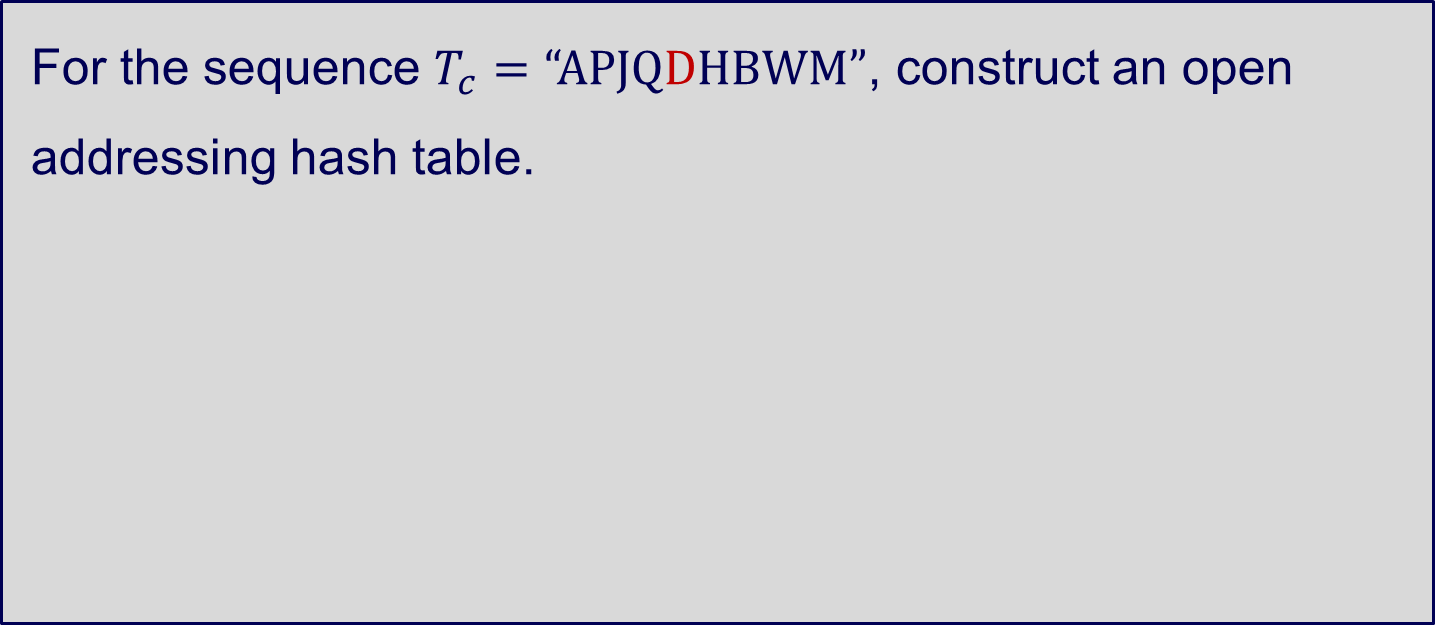 For the sequence 𝑇𝑐 = “APJQDHBWM”, construct an open
addressing hash table.